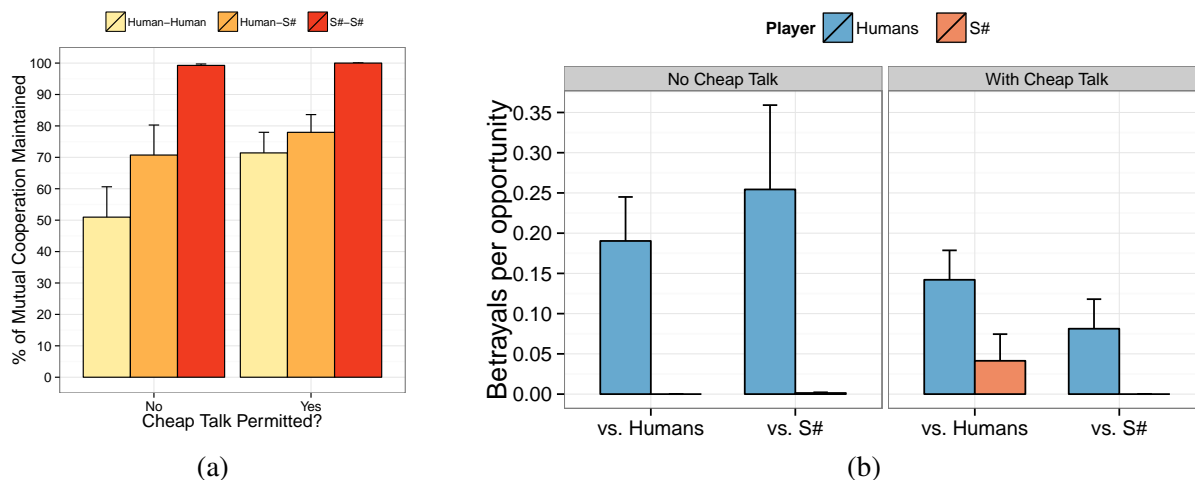 Human−Human Human−S# S#−S#
% of Mutual Cooperation Maintained
100
90
80
70
60
50
40
30
20
10
0
No Yes
Cheap Talk Permitted?
(a)
Player Humans S#
No Cheap Talk With Cheap Talk
Betrayals per opportunity
0.35
0.30
0.25
0.20
0.15
0.10
0.05
0.00
vs. Humans vs. S# vs. Humans vs. S#
(b)